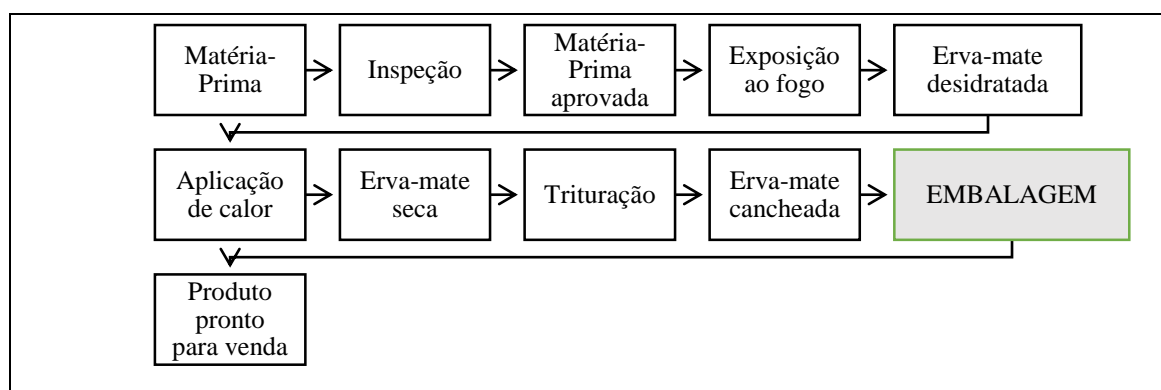 Matéria-
Prima
Inspeção
Matéria-
Prima
aprovada
Exposição
ao fogo
Erva-mate
desidratada
Aplicação
de calor
Erva-mate
seca
Trituração
Erva-mate
cancheada
EMBALAGEM
Produto
pronto
para venda